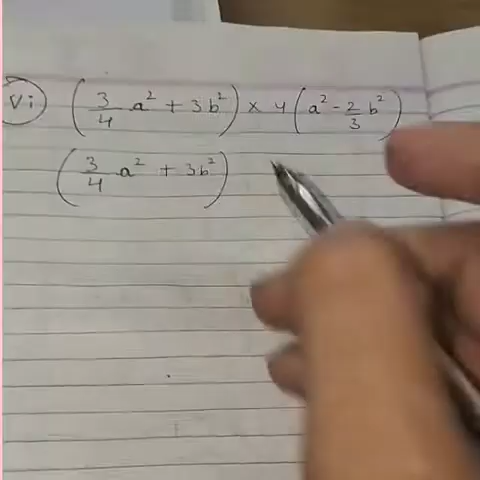 vi (3/4 a² + 3b²) × 4(a² - 2/3 b²)
(3/4 a² + 3b²)